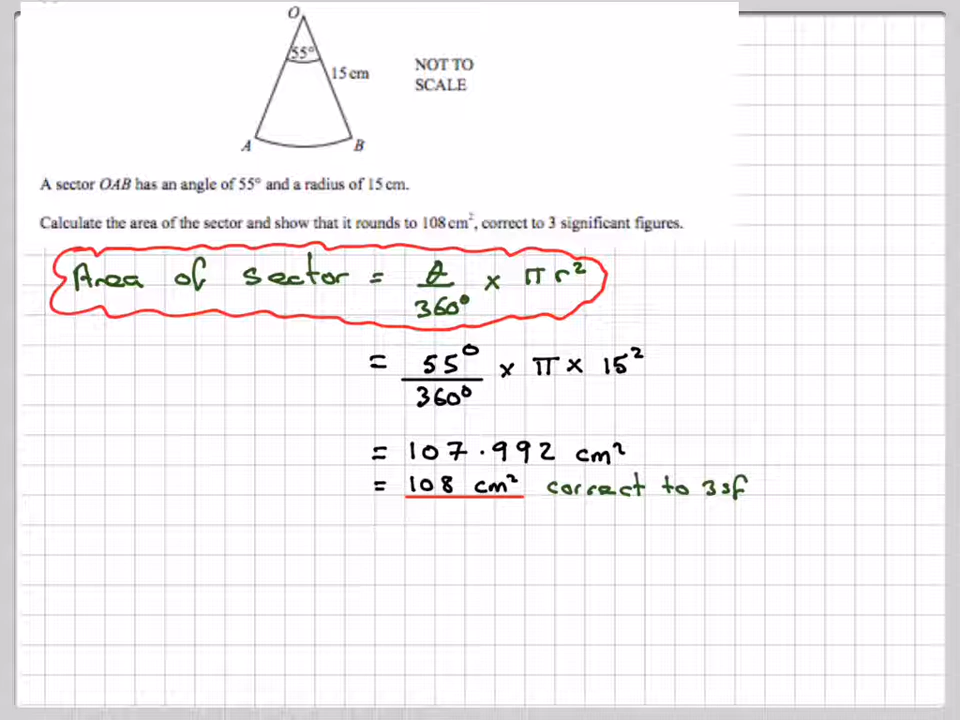 O
55°
15 cm
NOT TO
SCALE
A
B
A sector OAB has an angle of 55° and a radius of 15 cm.
Calculate the area of the sector and show that it rounds to 108 cm², correct to 3 significant figures.
Area of sector = θ/360° × πr²
= 55°/360° × π × 15²
= 107.992 cm²
= 108 cm² correct to 3sf